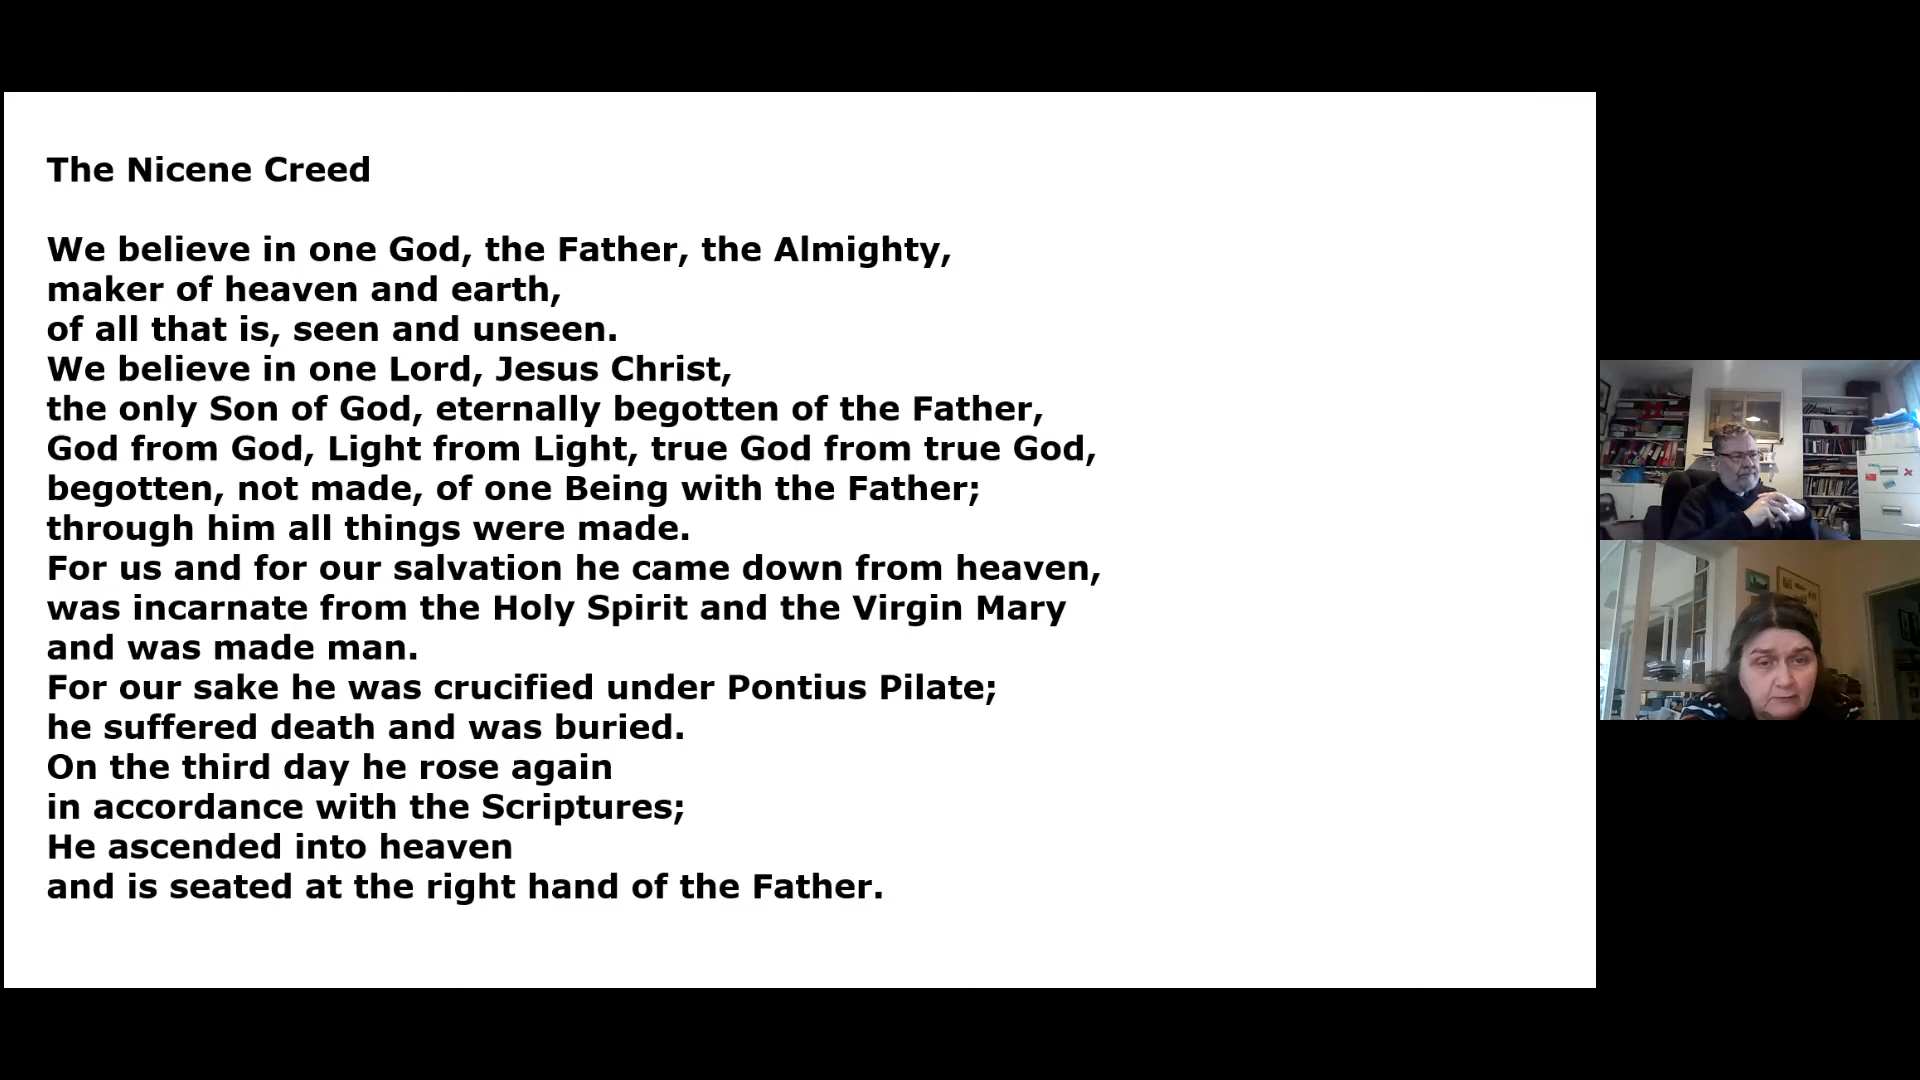 The Nicene Creed
We believe in one God, the Father, the Almighty,
maker of heaven and earth,
of all that is, seen and unseen.
We believe in one Lord, Jesus Christ,
the only Son of God, eternally begotten of the Father,
God from God, Light from Light, true God from true God,
begotten, not made, of one Being with the Father;
through him all things were made.
For us and for our salvation he came down from heaven,
was incarnate from the Holy Spirit and the Virgin Mary
and was made man.
For our sake he was crucified under Pontius Pilate;
he suffered death and was buried.
On the third day he rose again
in accordance with the Scriptures;
He ascended into heaven
and is seated at the right hand of the Father.